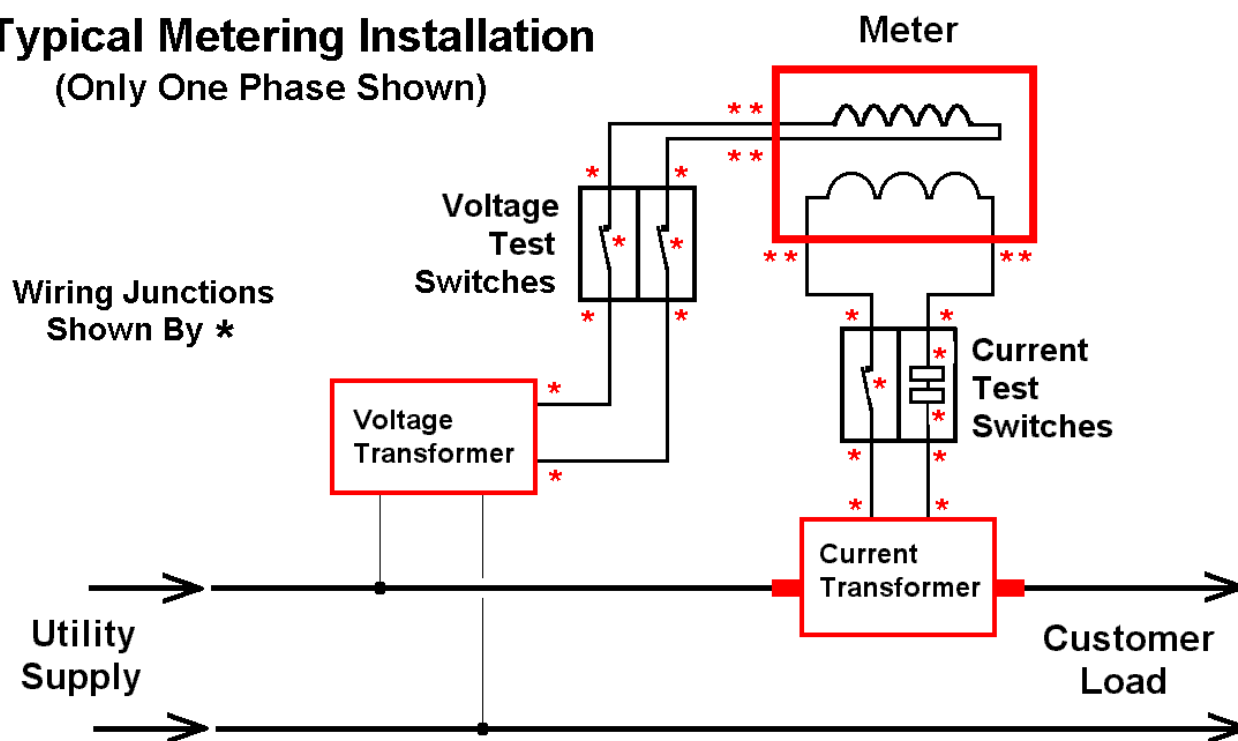 Typical Metering Installation
(Only One Phase Shown)
Meter
* *
* *
* *
Voltage
Test
Switches
* *
* *
* *
* *
Wiring Junctions
Shown By *
* *
Current
Test
Switches
*
*
*
* *
* *
Voltage
Transformer
*
*
Current
Transformer
Utility
Supply
Customer
Load